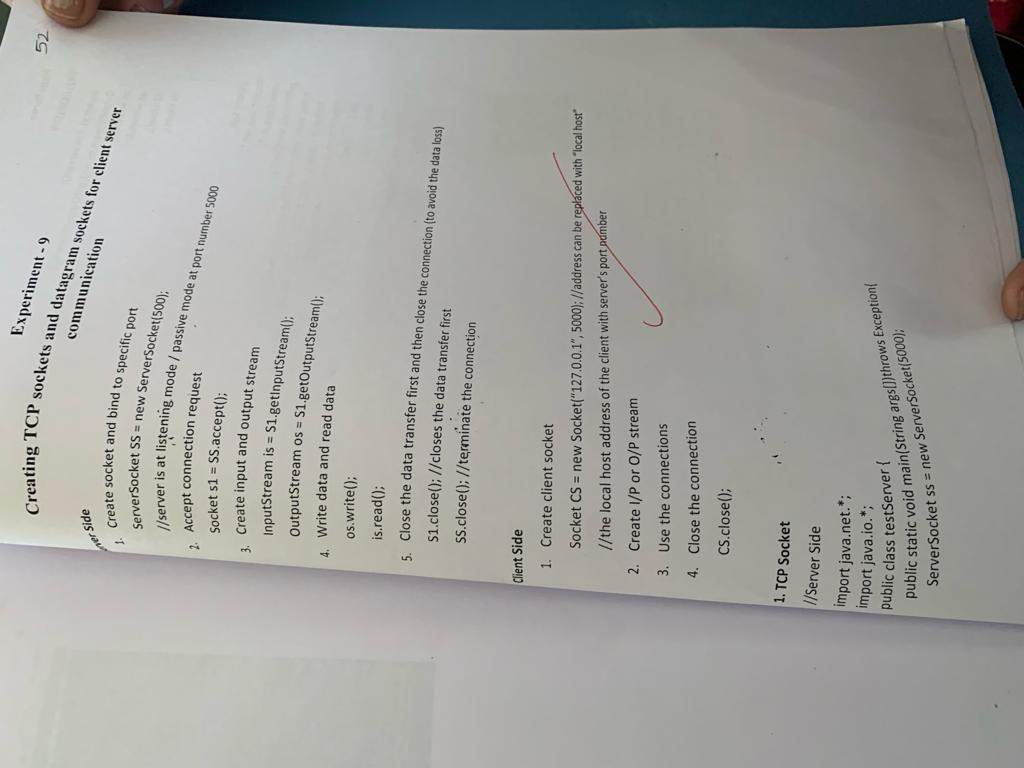 52
Experiment - 9
Creating TCP sockets and datagram sockets for client server
communication
Side
1. Create socket and bind to specific port
ServerSocket SS = new ServerSocket(500);
//server is at listening mode / passive mode at port number 5000
2. Accept connection request
Socket s1 = SS.accept();
3. Create input and output stream
InputStream is = S1.getInputStream();
OutputStream os = S1.getOutputStream();
4. Write data and read data
os.write();
is.read();
5. Close the data transfer first and then close the connection (to avoid the data loss)
S1.close(); //closes the data transfer first
SS.close(); //terminate the connection
Client Side
1. Create client socket
Socket CS = new Socket("127.0.0.1", 5000); //address can be replaced with "local host"
//the local host address of the client with server's port number
2. Create I/P or O/P stream
3. Use the connections
4. Close the connection
CS.close();
1. TCP Socket
//Server Side
import java.net.*;
import java.io.*;
public class testServer {
public static void main(String args[])throws Exception{
ServerSocket ss = new ServerSocket(5000);